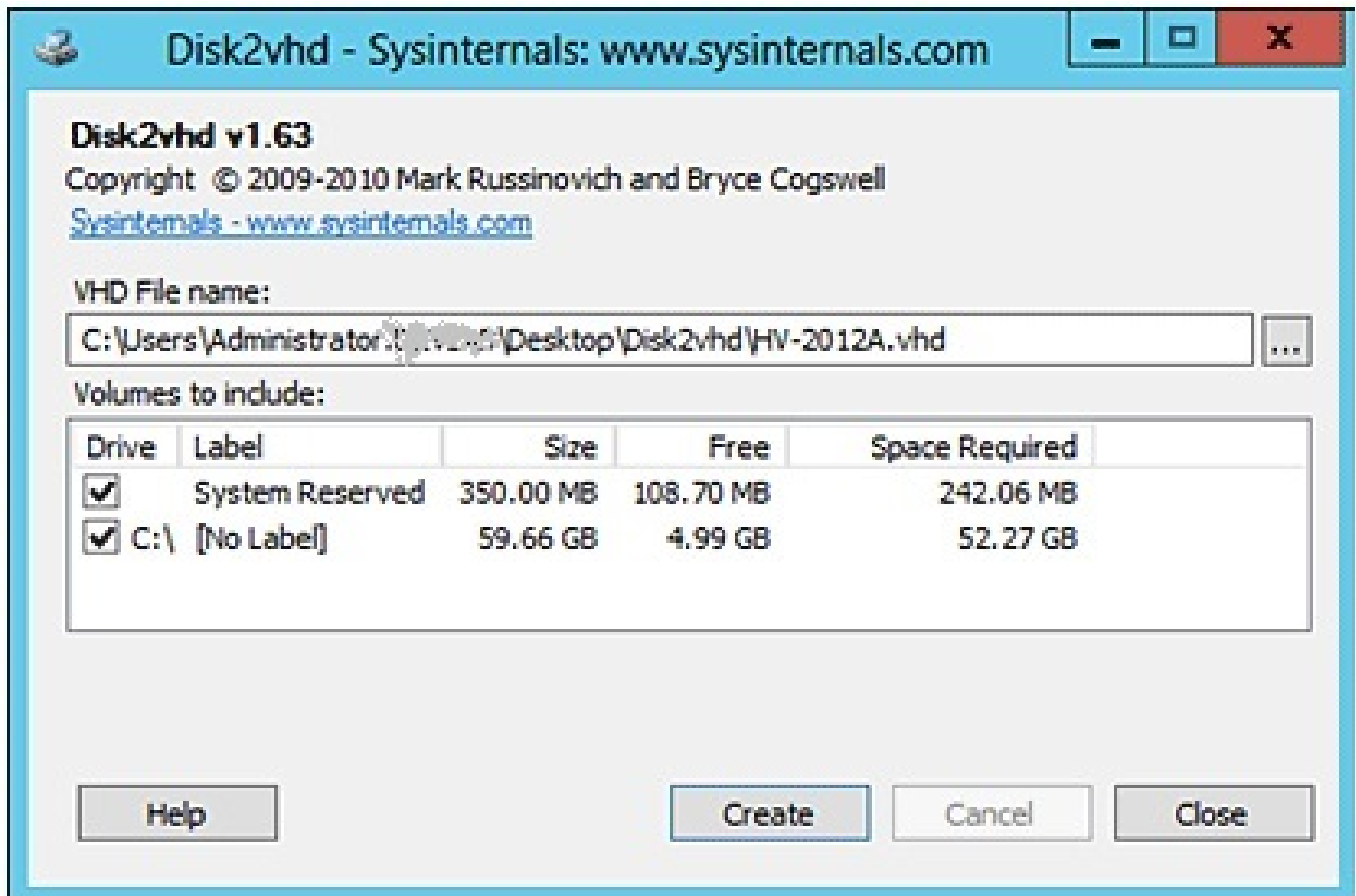 Disk2vhd - Sysinternals: www.sysinternals.com
Disk2vhd v1.63
Copyright © 2009-2010 Mark Russinovich and Bryce Cogswell
Sysinternals - www.sysinternals.com
VHD File name:
C:\Users\Administrator. \Desktop\Disk2vhd\HV-2012A.vhd ...
Volumes to include:
Drive Label Size Free Space Required
System Reserved 350.00 MB 108.70 MB 242.06 MB
C:\ [No Label] 59.66 GB 4.99 GB 52.27 GB
Help Create Cancel Close